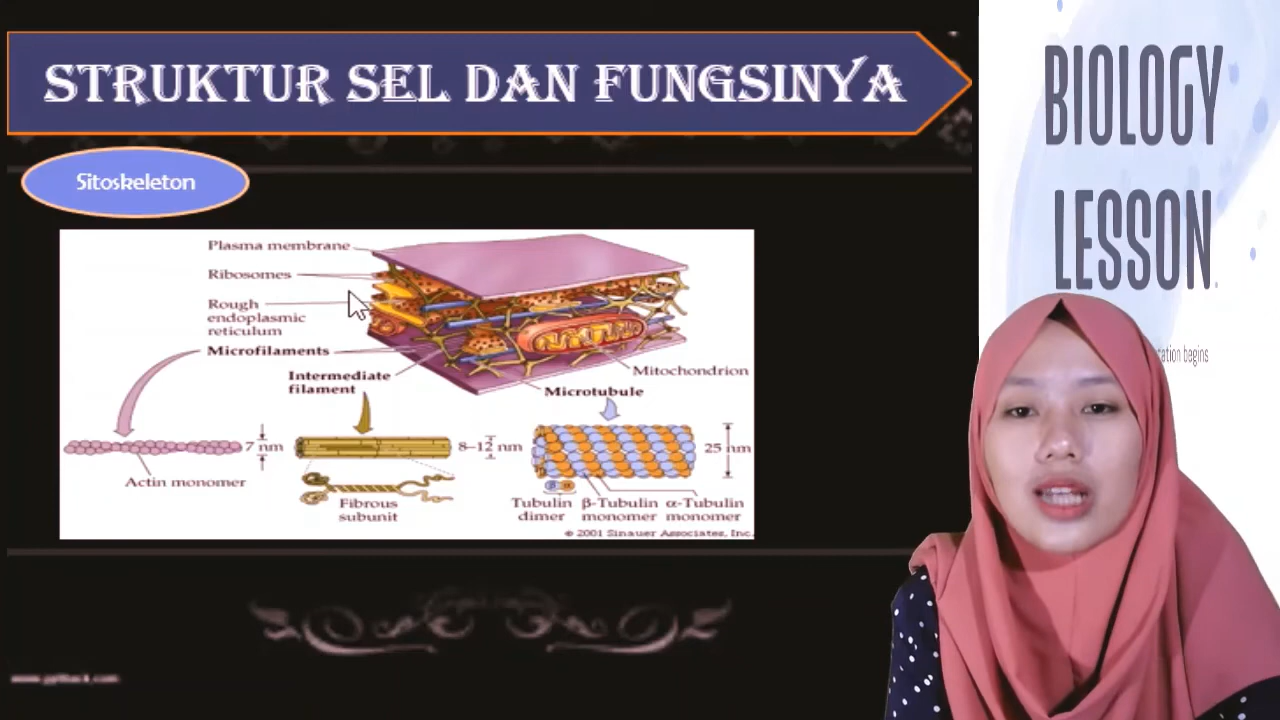 STRUKTUR SEL DAN FUNGSINYA
Sitoskeleton
Plasma membrane
Ribosomes
Rough
endoplasmic
reticulum
Microfilaments
Intermediate
filament
Mitochondrion
Microtubule
7 nm
8–12 nm
25 nm
Actin monomer
Fibrous
subunit
Tubulin
dimer
β-Tubulin
monomer
α-Tubulin
monomer
β α
© 2001 Sinauer Associates, Inc.
BIOLOGY
LESSON.
begins